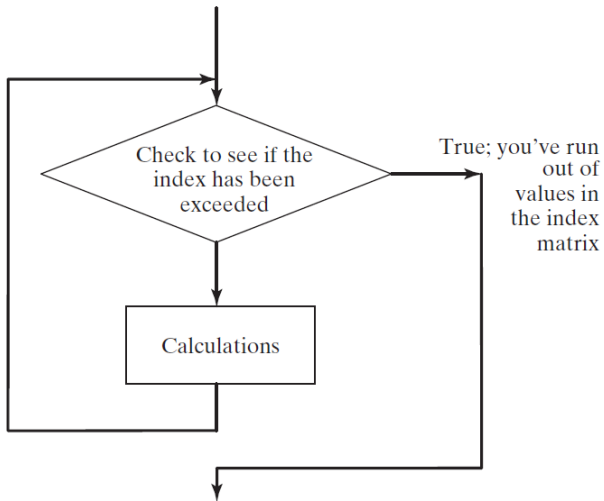 Check to see if the
index has been
exceeded
True; you've run
out of
values in
the index
matrix
Calculations